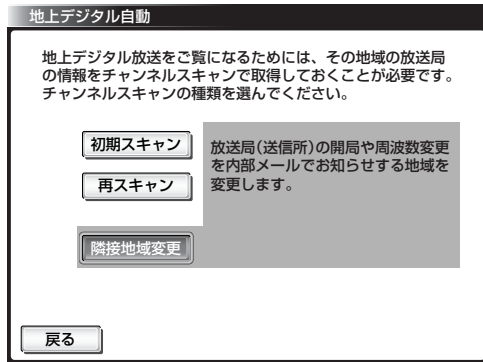 地上デジタル自動
地上デジタル放送をご覧になるためには、その地域の放送局
の情報をチャンネルスキャンで取得しておくことが必要です。
チャンネルスキャンの種類を選んでください。
初期スキャン
再スキャン
隣接地域変更
放送局(送信所)の開局や周波数変更
を内部メールでお知らせする地域を
変更します。
戻る